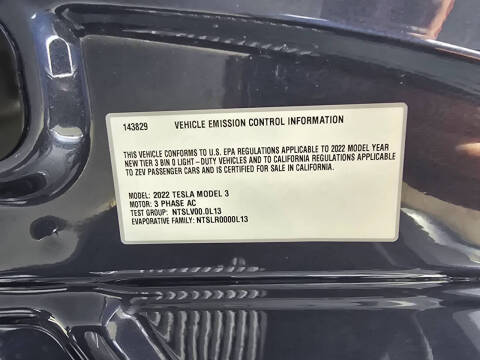 143829 VEHICLE EMISSION CONTROL INFORMATION
THIS VEHICLE CONFORMS TO U.S. EPA REGULATIONS APPLICABLE TO 2022 MODEL YEAR
NEW TIER 3 BIN 0 LIGHT-DUTY VEHICLES AND TO CALIFORNIA REGULATIONS APPLICABLE
TO ZEV PASSENGER CARS AND IS CERTIFIED FOR SALE IN CALIFORNIA.
MODEL: 2022 TESLA MODEL 3
MOTOR: 3 PHASE AC
TEST GROUP: NTSLV00.0L13
EVAPORATIVE FAMILY: NTSLR0000L13